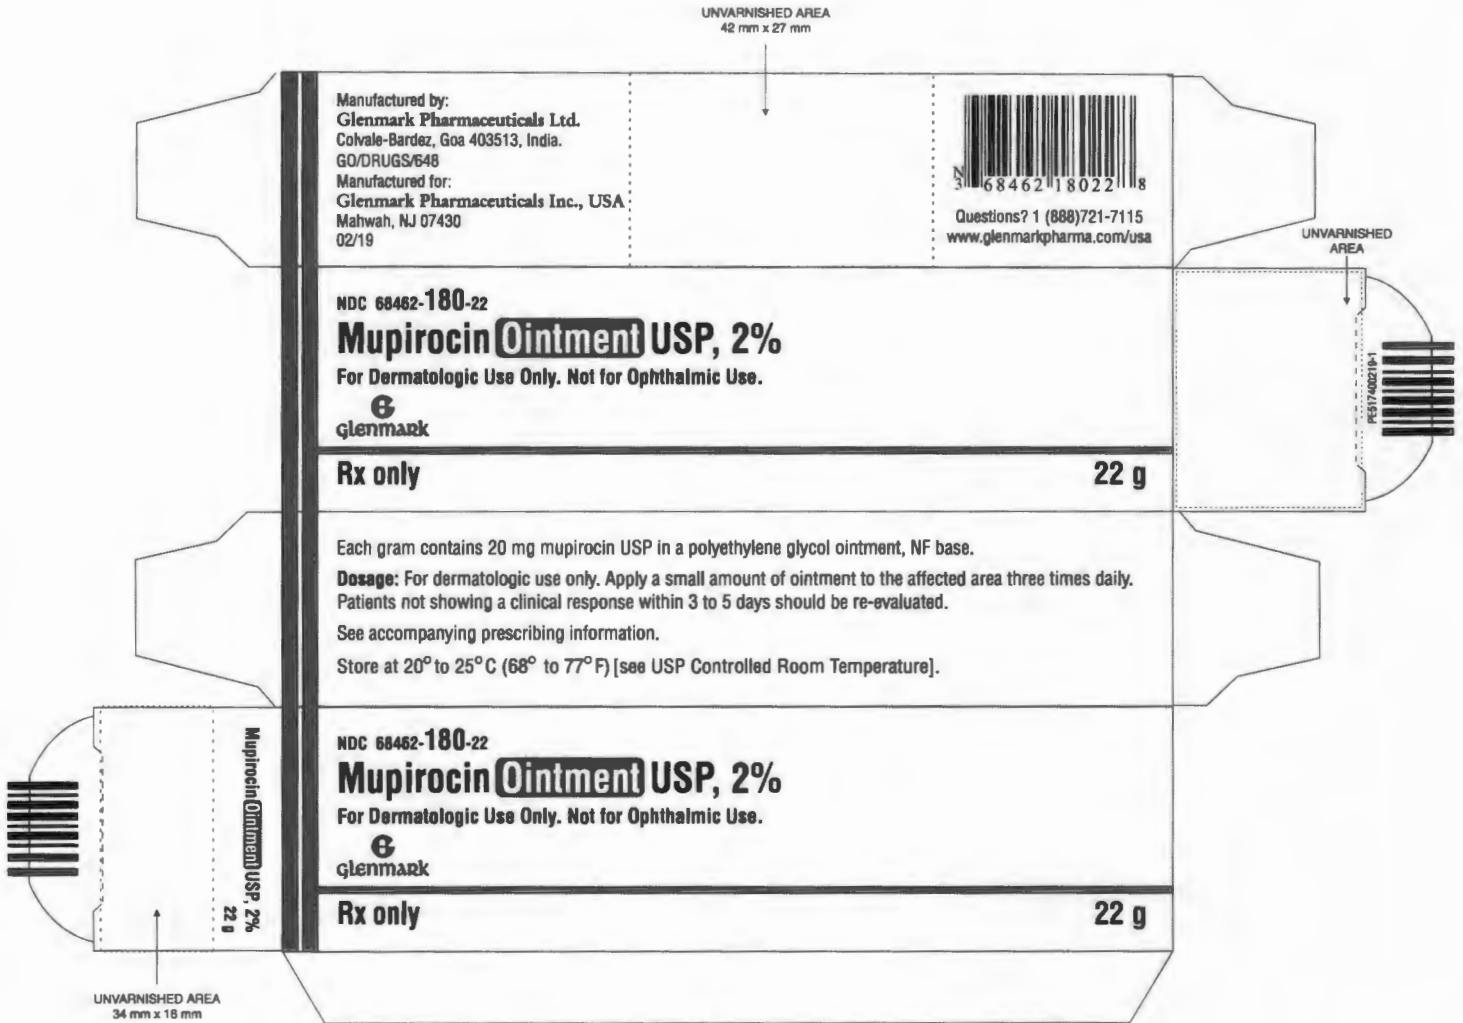 UNVARNISHED AREA
42 mm x 27 mm
Manufactured by:
Glenmark Pharmaceuticals Ltd.
Colvale-Bardez, Goa 403513, India.
GO/DRUGS/648
Manufactured for:
Glenmark Pharmaceuticals Inc., USA
Mahwah, NJ 07430
02/19
N
3 68462 18022 8
Questions? 1 (888)721-7115
www.glenmarkpharma.com/usa
UNVARNISHED
AREA
NDC 68462-180-22
Mupirocin Ointment USP, 2%
For Dermatologic Use Only. Not for Ophthalmic Use.
G
glenmark
Rx only
22 g
PE517400219-1
Each gram contains 20 mg mupirocin USP in a polyethylene glycol ointment, NF base.
Dosage: For dermatologic use only. Apply a small amount of ointment to the affected area three times daily.
Patients not showing a clinical response within 3 to 5 days should be re-evaluated.
See accompanying prescribing information.
Store at 20° to 25°C (68° to 77°F) [see USP Controlled Room Temperature].
NDC 68462-180-22
Mupirocin Ointment USP, 2%
For Dermatologic Use Only. Not for Ophthalmic Use.
G
glenmark
Rx only
22 g
Mupirocin Ointment USP, 2%
22 g
UNVARNISHED AREA
34 mm x 16 mm